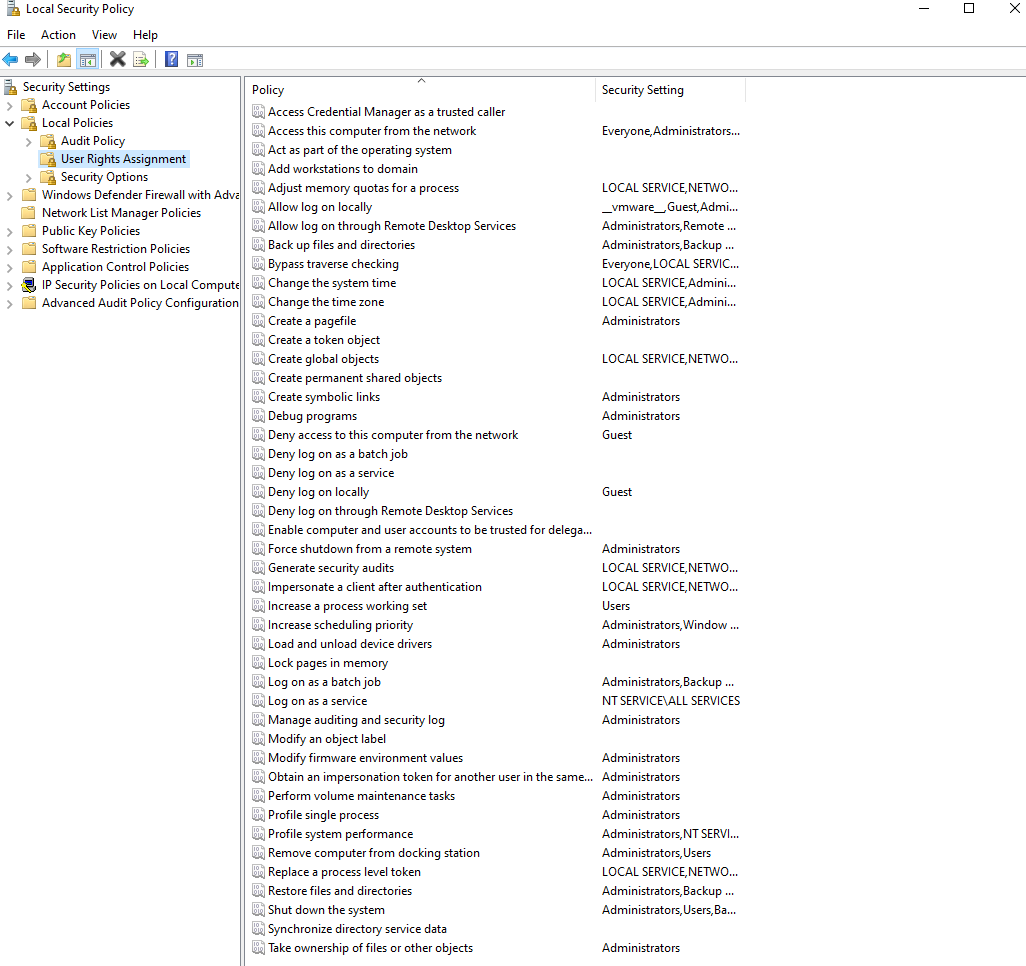 Local Security Policy
File Action View Help
Security Settings
Account Policies
Local Policies
Audit Policy
User Rights Assignment
Security Options
Windows Defender Firewall with Adva
Network List Manager Policies
Public Key Policies
Software Restriction Policies
Application Control Policies
IP Security Policies on Local Compute
Advanced Audit Policy Configuration
Policy Security Setting
Access Credential Manager as a trusted caller
Access this computer from the network Everyone,Administrators...
Act as part of the operating system
Add workstations to domain
Adjust memory quotas for a process LOCAL SERVICE,NETWO...
Allow log on locally __vmware__,Guest,Admi...
Allow log on through Remote Desktop Services Administrators,Remote ...
Back up files and directories Administrators,Backup ...
Bypass traverse checking Everyone,LOCAL SERVIC...
Change the system time LOCAL SERVICE,Admini...
Change the time zone LOCAL SERVICE,Admini...
Create a pagefile Administrators
Create a token object
Create global objects LOCAL SERVICE,NETWO...
Create permanent shared objects
Create symbolic links Administrators
Debug programs Administrators
Deny access to this computer from the network Guest
Deny log on as a batch job
Deny log on as a service
Deny log on locally Guest
Deny log on through Remote Desktop Services
Enable computer and user accounts to be trusted for delega...
Force shutdown from a remote system Administrators
Generate security audits LOCAL SERVICE,NETWO...
Impersonate a client after authentication LOCAL SERVICE,NETWO...
Increase a process working set Users
Increase scheduling priority Administrators,Window ...
Load and unload device drivers Administrators
Lock pages in memory
Log on as a batch job Administrators,Backup ...
Log on as a service NT SERVICE\ALL SERVICES
Manage auditing and security log Administrators
Modify an object label
Modify firmware environment values Administrators
Obtain an impersonation token for another user in the same... Administrators
Perform volume maintenance tasks Administrators
Profile single process Administrators
Profile system performance Administrators,NT SERVI...
Remove computer from docking station Administrators,Users
Replace a process level token LOCAL SERVICE,NETWO...
Restore files and directories Administrators,Backup ...
Shut down the system Administrators,Users,Ba...
Synchronize directory service data
Take ownership of files or other objects Administrators